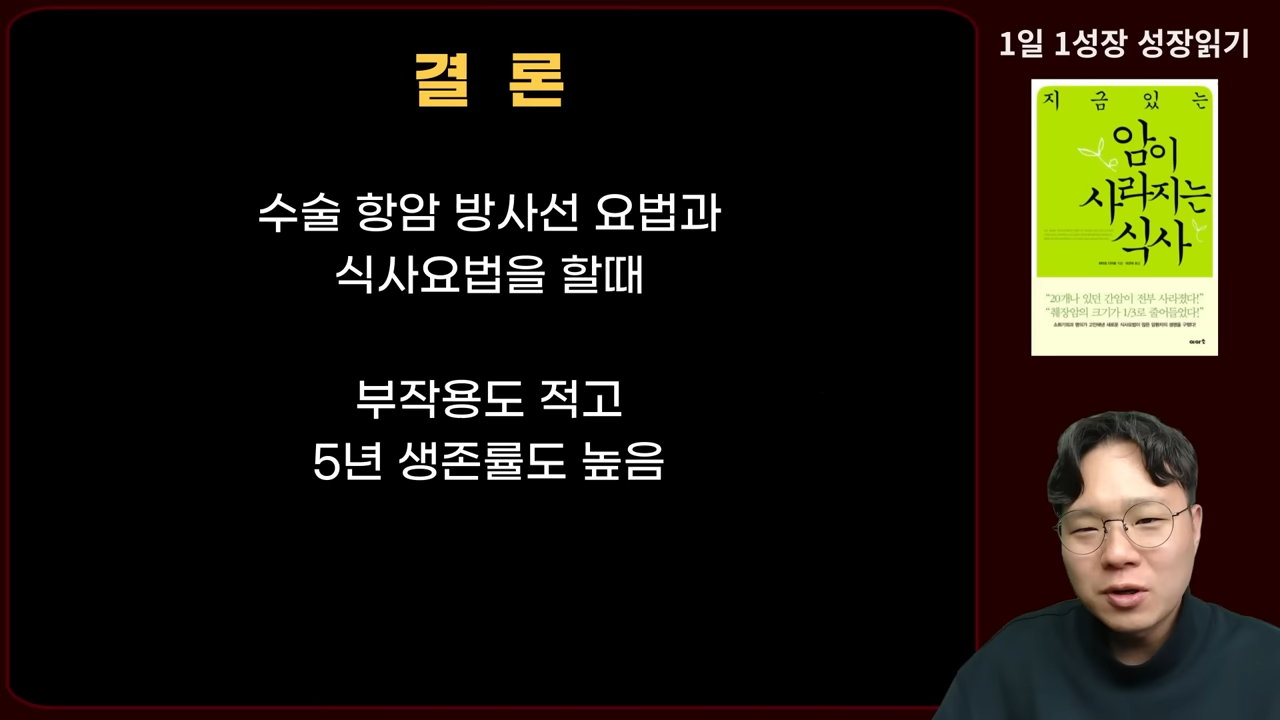 결 론
수술 항암 방사선 요법과
식사요법을 할때
부작용도 적고
5년 생존률도 높음
1일 1성장 성장읽기
지금있는
암이
사라지는
식사
"20개나 있던 간암이 전부 사라졌다!"
"췌장암의 크기가 1/3로 줄어들었다!"